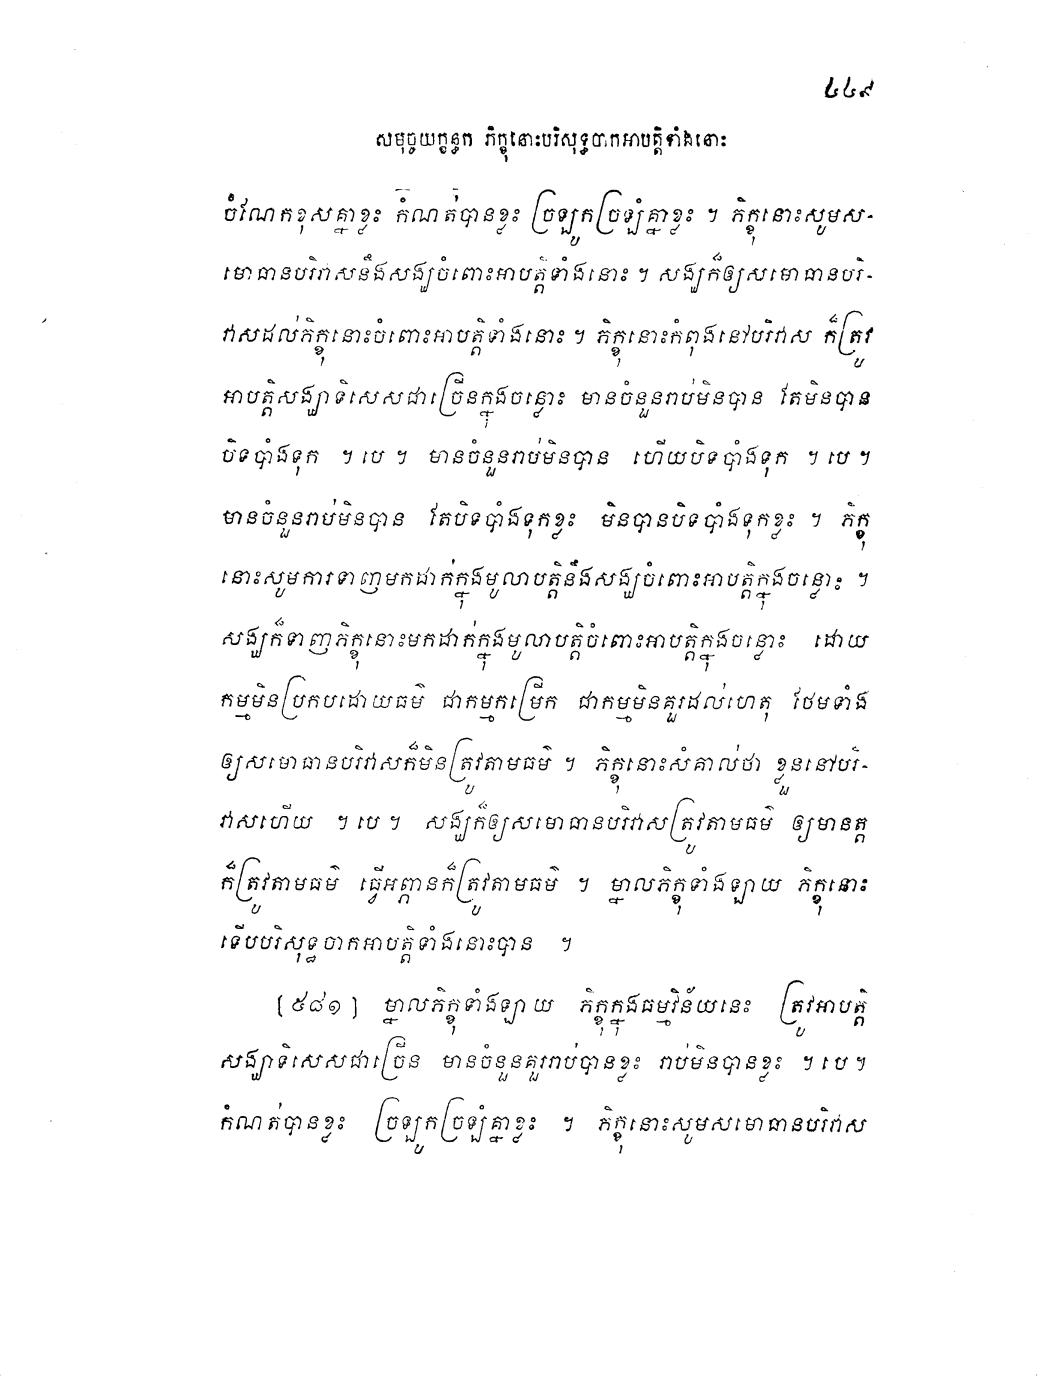 ៤៤៩
សមុច្ចយក្ខន្ធក ភិក្ខុនោះបរិសុទ្ធចាកអាបត្តិទាំងនោះ
ចំណែកខុសគ្នាខ្លះ កំណត់បានខ្លះ ច្រឡូកច្រឡំគ្នាខ្លះ ។ ភិក្ខុនោះសូមស-
មោធានបរិវាសនឹងសង្ឃចំពោះអាបត្តិទាំងនោះ ។ សង្ឃក៏ឲ្យសមោធានបរិ-
វាសដល់ភិក្ខុនោះចំពោះអាបត្តិទាំងនោះ ។ ភិក្ខុនោះកំពុងនៅបរិវាស ក៏ត្រូវ
អាបត្តិសង្ឃាទិសេសជាច្រើនក្នុងចន្លោះ មានចំនួនរាប់មិនបាន តែមិនបាន
បិទបាំងទុក ។ បេ ។ មានចំនួនរាប់មិនបាន ហើយបិទបាំងទុក ។ បេ ។
មានចំនួនរាប់មិនបាន តែបិទបាំងទុកខ្លះ មិនបានបិទបាំងទុកខ្លះ ។ ភិក្ខុ
នោះសូមការទាញមកដាក់ក្នុងមូលាបត្តិនឹងសង្ឃចំពោះអាបត្តិក្នុងចន្លោះ ។
សង្ឃក៏ទាញភិក្ខុនោះមកដាក់ក្នុងមូលាបត្តិចំពោះអាបត្តិក្នុងចន្លោះ ដោយ
កម្មមិនប្រកបដោយធម៌ ជាកម្មកម្រើក ជាកម្មមិនគួរដល់ហេតុ ថែមទាំង
ឲ្យសមោធានបរិវាសក៏មិនត្រូវតាមធម៌ ។ ភិក្ខុនោះសំគាល់ថា ខ្លួននៅបរិ-
វាសហើយ ។ បេ ។ សង្ឃក៏ឲ្យសមោធានបរិវាសត្រូវតាមធម៌ ឲ្យមានត្ត
ក៏ត្រូវតាមធម៌ ធ្វើអព្ភានក៏ត្រូវតាមធម៌ ។ ម្នាលភិក្ខុទាំងឡាយ ភិក្ខុនោះ
ទើបបរិសុទ្ធចាកអាបត្តិទាំងនោះបាន ។
[ ៥៨១ ] ម្នាលភិក្ខុទាំងឡាយ ភិក្ខុក្នុងធម្មវិន័យនេះ ត្រូវអាបត្តិ
សង្ឃាទិសេសជាច្រើន មានចំនួនគួររាប់បានខ្លះ រាប់មិនបានខ្លះ ។ បេ ។
កំណត់បានខ្លះ ច្រឡូកច្រឡំគ្នាខ្លះ ។ ភិក្ខុនោះសូមសមោធានបរិវាស